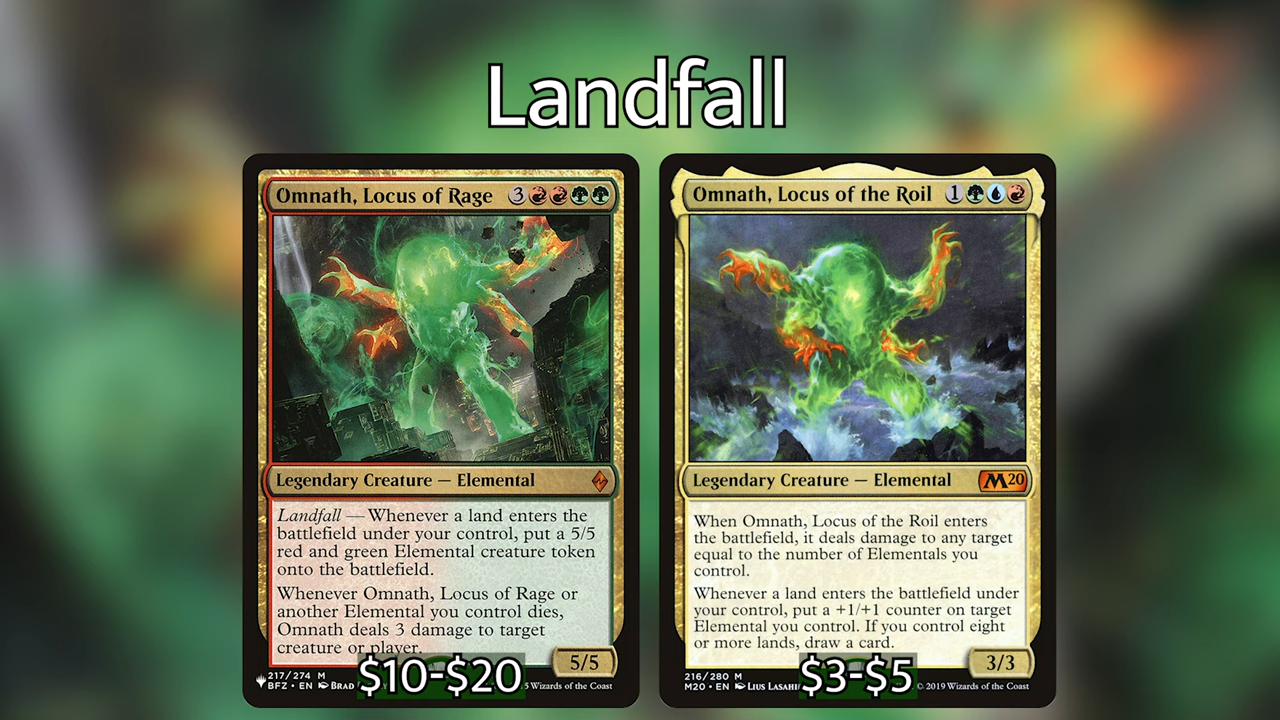 Landfall
Omnath, Locus of Rage 3
Legendary Creature — Elemental
Landfall — Whenever a land enters the
battlefield under your control, put a 5/5
red and green Elemental creature token
onto the battlefield.
Whenever Omnath, Locus of Rage or
another Elemental you control dies,
Omnath deals 3 damage to target
creature or player.
5/5
217/274 M
BFZ • EN BRAD
5 Wizards of the Coast
$10-$20
Omnath, Locus of the Roil 1
Legendary Creature — Elemental
M20
When Omnath, Locus of the Roil enters
the battlefield, it deals damage to any target
equal to the number of Elementals you
control.
Whenever a land enters the battlefield under
your control, put a +1/+1 counter on target
Elemental you control. If you control eight
or more lands, draw a card.
3/3
216/280 M
M20 • EN LIUS LASAHI
© 2019 Wizards of the Coast
$3-$5